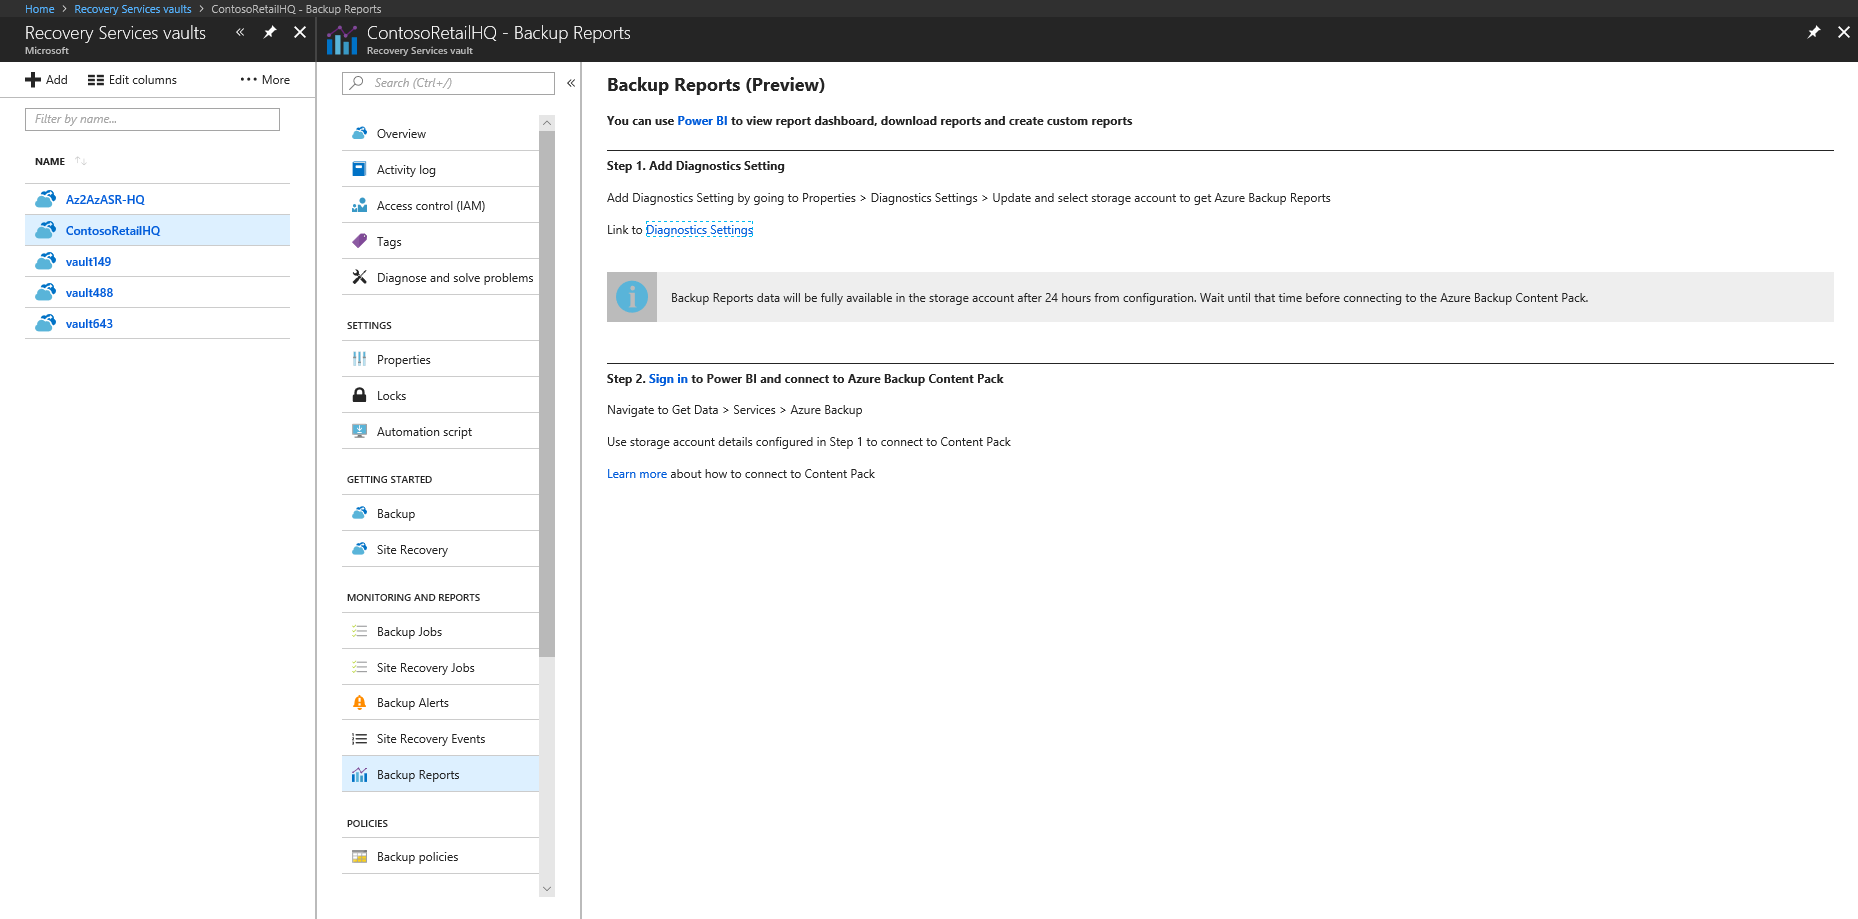 Home > Recovery Services vaults > ContosoRetailHQ - Backup Reports
Recovery Services vaults
Microsoft
Add
Edit columns
More
Filter by name...
NAME
Az2AzASR-HQ
ContosoRetailHQ
vault149
vault488
vault643
ContosoRetailHQ - Backup Reports
Recovery Services vault
Search (Ctrl+/)
Overview
Activity log
Access control (IAM)
Tags
Diagnose and solve problems
SETTINGS
Properties
Locks
Automation script
GETTING STARTED
Backup
Site Recovery
MONITORING AND REPORTS
Backup Jobs
Site Recovery Jobs
Backup Alerts
Site Recovery Events
Backup Reports
POLICIES
Backup policies
Backup Reports (Preview)
You can use Power BI to view report dashboard, download reports and create custom reports
Step 1. Add Diagnostics Setting
Add Diagnostics Setting by going to Properties > Diagnostics Settings > Update and select storage account to get Azure Backup Reports
Link to Diagnostics Settings
Backup Reports data will be fully available in the storage account after 24 hours from configuration. Wait until that time before connecting to the Azure Backup Content Pack.
Step 2. Sign in to Power BI and connect to Azure Backup Content Pack
Navigate to Get Data > Services > Azure Backup
Use storage account details configured in Step 1 to connect to Content Pack
Learn more about how to connect to Content Pack